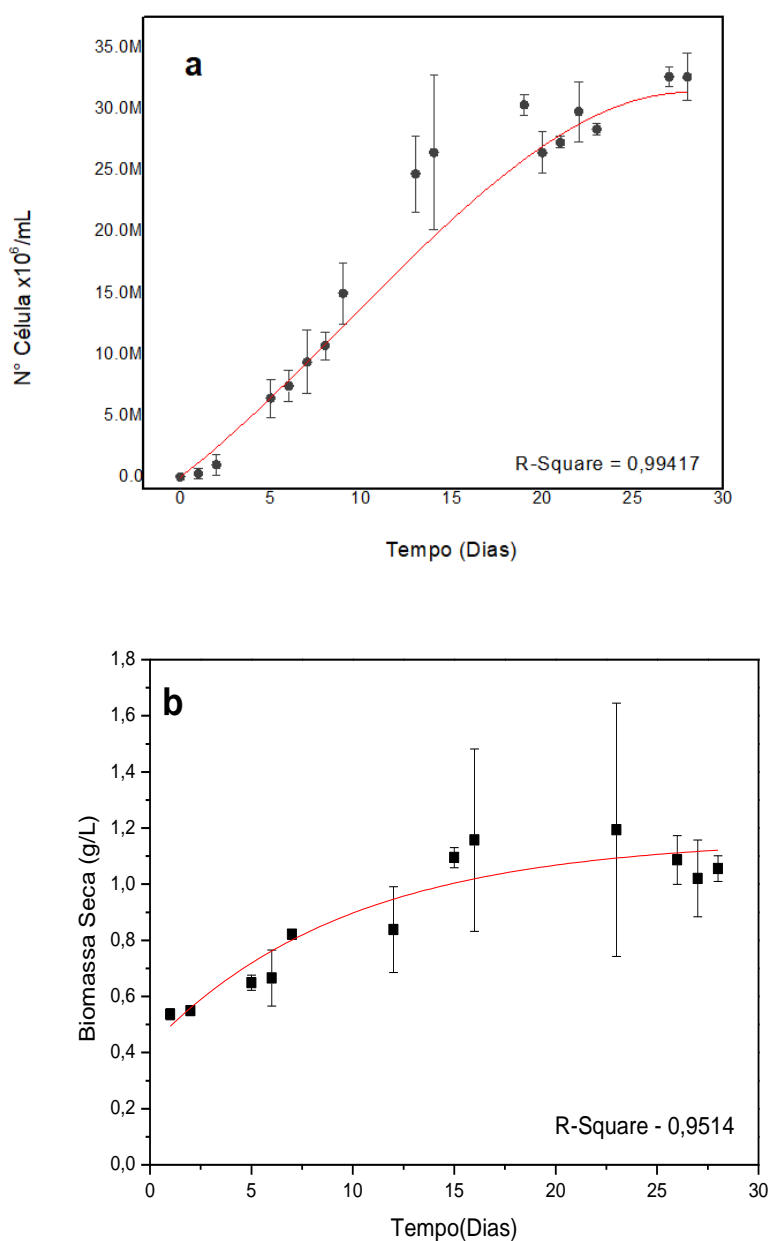 a
35.0M
30.0M
25.0M
20.0M
15.0M
10.0M
5.0M
0.0
N° Célula x10⁶/mL
R-Square = 0,99417
0 5 10 15 20 25 30
Tempo (Dias)
b
1,8
1,6
1,4
1,2
1,0
0,8
0,6
0,4
0,2
0,0
Biomassa Seca (g/L)
R-Square - 0,9514
0 5 10 15 20 25 30
Tempo(Dias)